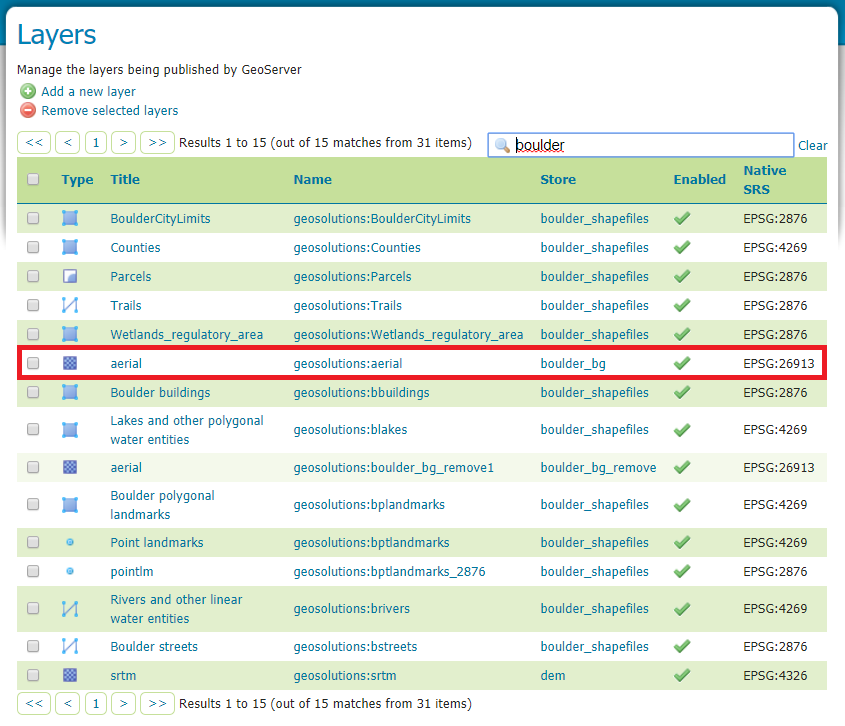 Layers
Manage the layers being published by GeoServer
Add a new layer
Remove selected layers
<< < 1 > >> Results 1 to 15 (out of 15 matches from 31 items) boulder Clear
Type Title Name Store Enabled Native SRS
BoulderCityLimits geosolutions:BoulderCityLimits boulder_shapefiles EPSG:2876
Counties geosolutions:Counties boulder_shapefiles EPSG:4269
Parcels geosolutions:Parcels boulder_shapefiles EPSG:2876
Trails geosolutions:Trails boulder_shapefiles EPSG:2876
Wetlands_regulatory_area geosolutions:Wetlands_regulatory_area boulder_shapefiles EPSG:2876
aerial geosolutions:aerial boulder_bg EPSG:26913
Boulder buildings geosolutions:bbuildings boulder_shapefiles EPSG:2876
Lakes and other polygonal water entities geosolutions:blakes boulder_shapefiles EPSG:4269
aerial geosolutions:boulder_bg_remove1 boulder_bg_remove EPSG:26913
Boulder polygonal landmarks geosolutions:bplandmarks boulder_shapefiles EPSG:4269
Point landmarks geosolutions:bptlandmarks boulder_shapefiles EPSG:4269
pointlm geosolutions:bptlandmarks_2876 boulder_shapefiles EPSG:2876
Rivers and other linear water entities geosolutions:brivers boulder_shapefiles EPSG:4269
Boulder streets geosolutions:bstreets boulder_shapefiles EPSG:2876
srtm geosolutions:srtm dem EPSG:4326
<< < 1 > >> Results 1 to 15 (out of 15 matches from 31 items)